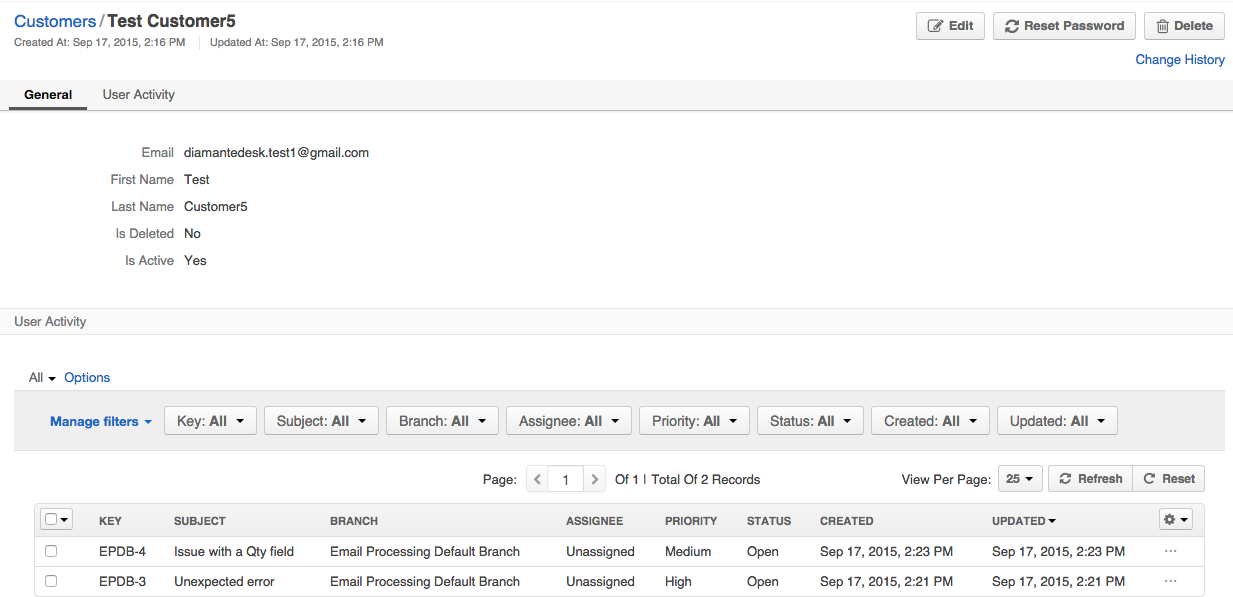 Customers / Test Customer5
Edit
Reset Password
Delete
Created At: Sep 17, 2015, 2:16 PM | Updated At: Sep 17, 2015, 2:16 PM
Change History
General User Activity
Email diamantedesk.test1@gmail.com
First Name Test
Last Name Customer5
Is Deleted No
Is Active Yes
User Activity
All Options
Manage filters Key: All Subject: All Branch: All Assignee: All Priority: All Status: All Created: All Updated: All
Page: 1 Of 1 | Total Of 2 Records View Per Page: 25 Refresh Reset
KEY SUBJECT BRANCH ASSIGNEE PRIORITY STATUS CREATED UPDATED
EPDB-4 Issue with a Qty field Email Processing Default Branch Unassigned Medium Open Sep 17, 2015, 2:23 PM Sep 17, 2015, 2:23 PM ...
EPDB-3 Unexpected error Email Processing Default Branch Unassigned High Open Sep 17, 2015, 2:21 PM Sep 17, 2015, 2:21 PM ...